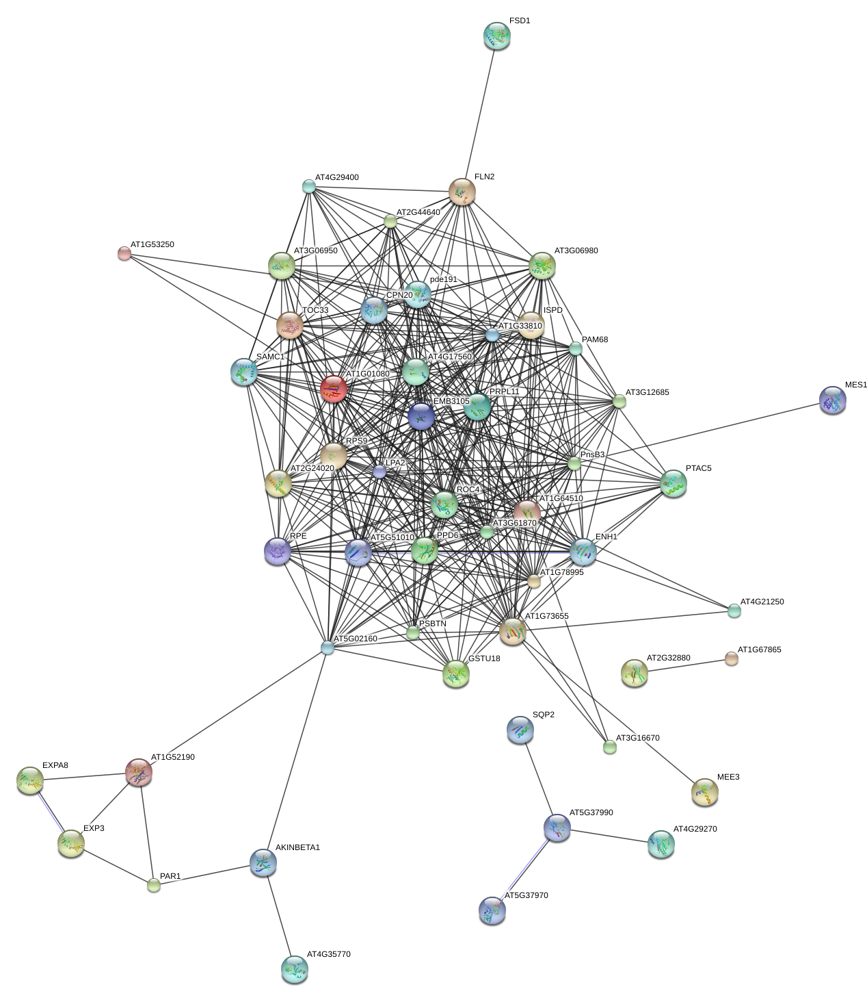 FSD1
FLN2
AT4G29400
AT2G44640
AT1G53250
AT3G06950
AT3G06980
pde191
CPN20
TOC33
ISPD
AT1G33810
PAM68
SAMC1
AT4G17560
AT1G01080
PRPL11
AT3G12685
EMB3105
MES1
RPS9
PnsB3
LPA2
AT2G24020
PTAC5
ROC4
AT1G64510
AT3G61870
RPE
AT5G51010
PPD6
ENH1
AT1G78995
AT4G21250
AT1G73655
PSBTN
AT5G02160
AT1G67865
GSTU18
AT2G32880
SQP2
AT3G16670
AT1G52190
EXPA8
MEE3
AT5G37990
EXP3
AT4G29270
AKINBETA1
PAR1
AT5G37970
AT4G35770